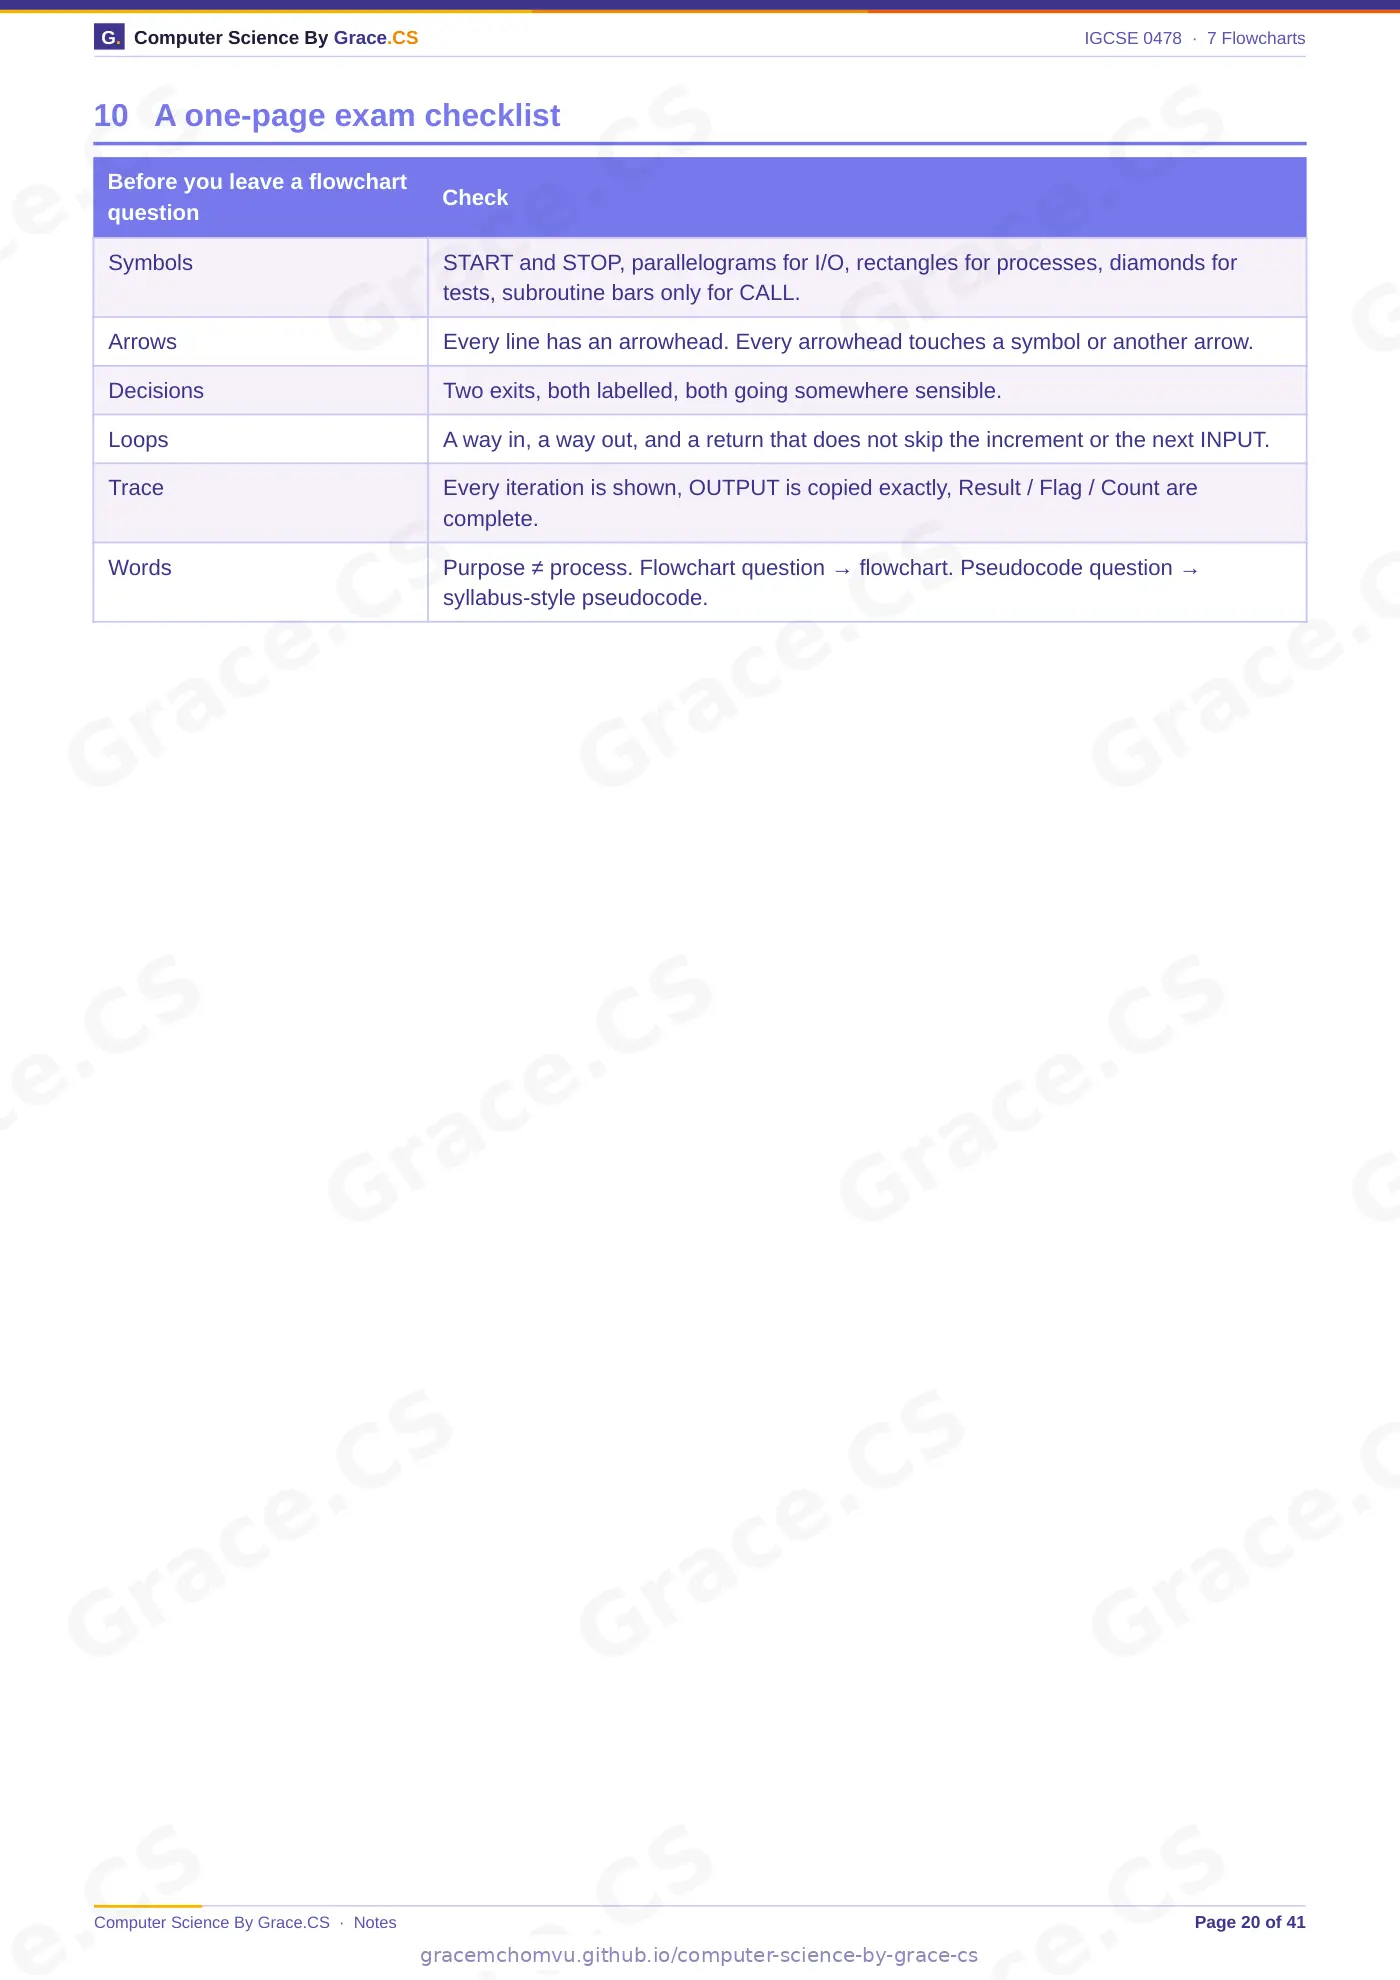 G. Computer Science By Grace.CS
IGCSE 0478 · 7 Flowcharts
10 A one-page exam checklist
Before you leave a flowchart
question
Check
Symbols
START and STOP, parallelograms for I/O, rectangles for processes, diamonds for
tests, subroutine bars only for CALL.
Arrows
Every line has an arrowhead. Every arrowhead touches a symbol or another arrow.
Decisions
Two exits, both labelled, both going somewhere sensible.
Loops
A way in, a way out, and a return that does not skip the increment or the next INPUT.
Trace
Every iteration is shown, OUTPUT is copied exactly, Result / Flag / Count are
complete.
Words
Purpose ≠ process. Flowchart question → flowchart. Pseudocode question →
syllabus-style pseudocode.
Grace.CS
Computer Science By Grace.CS · Notes
Page 20 of 41
gracemchomvu.github.io/computer-science-by-grace-cs